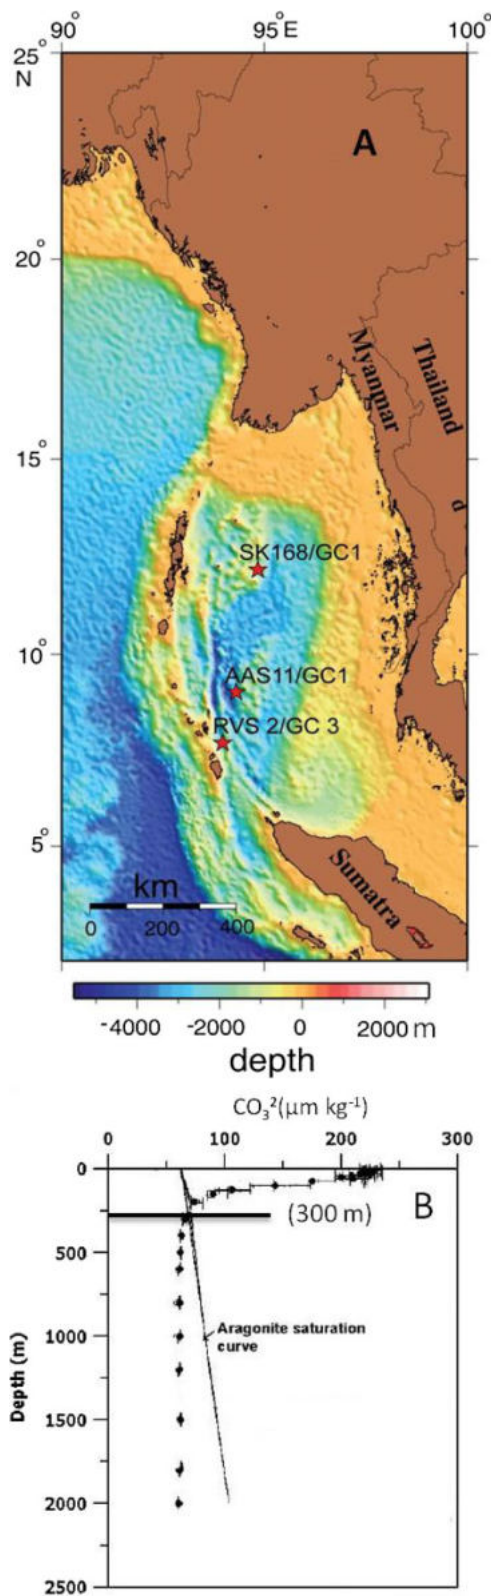 90° 95°E 100°
25°
N
A
20°
Myanmar
Thailand
d
15°
SK168/GC1
10°
AAS11/GC1
RVS 2/GC 3
5°
Sumatra
km
0 200 400
-4000 -2000 0 2000 m
depth
CO₃²(µm kg⁻¹)
0 100 200 300
0
B
(300 m)
500
Aragonite saturation
curve
1000
Depth (m)
1500
2000
2500